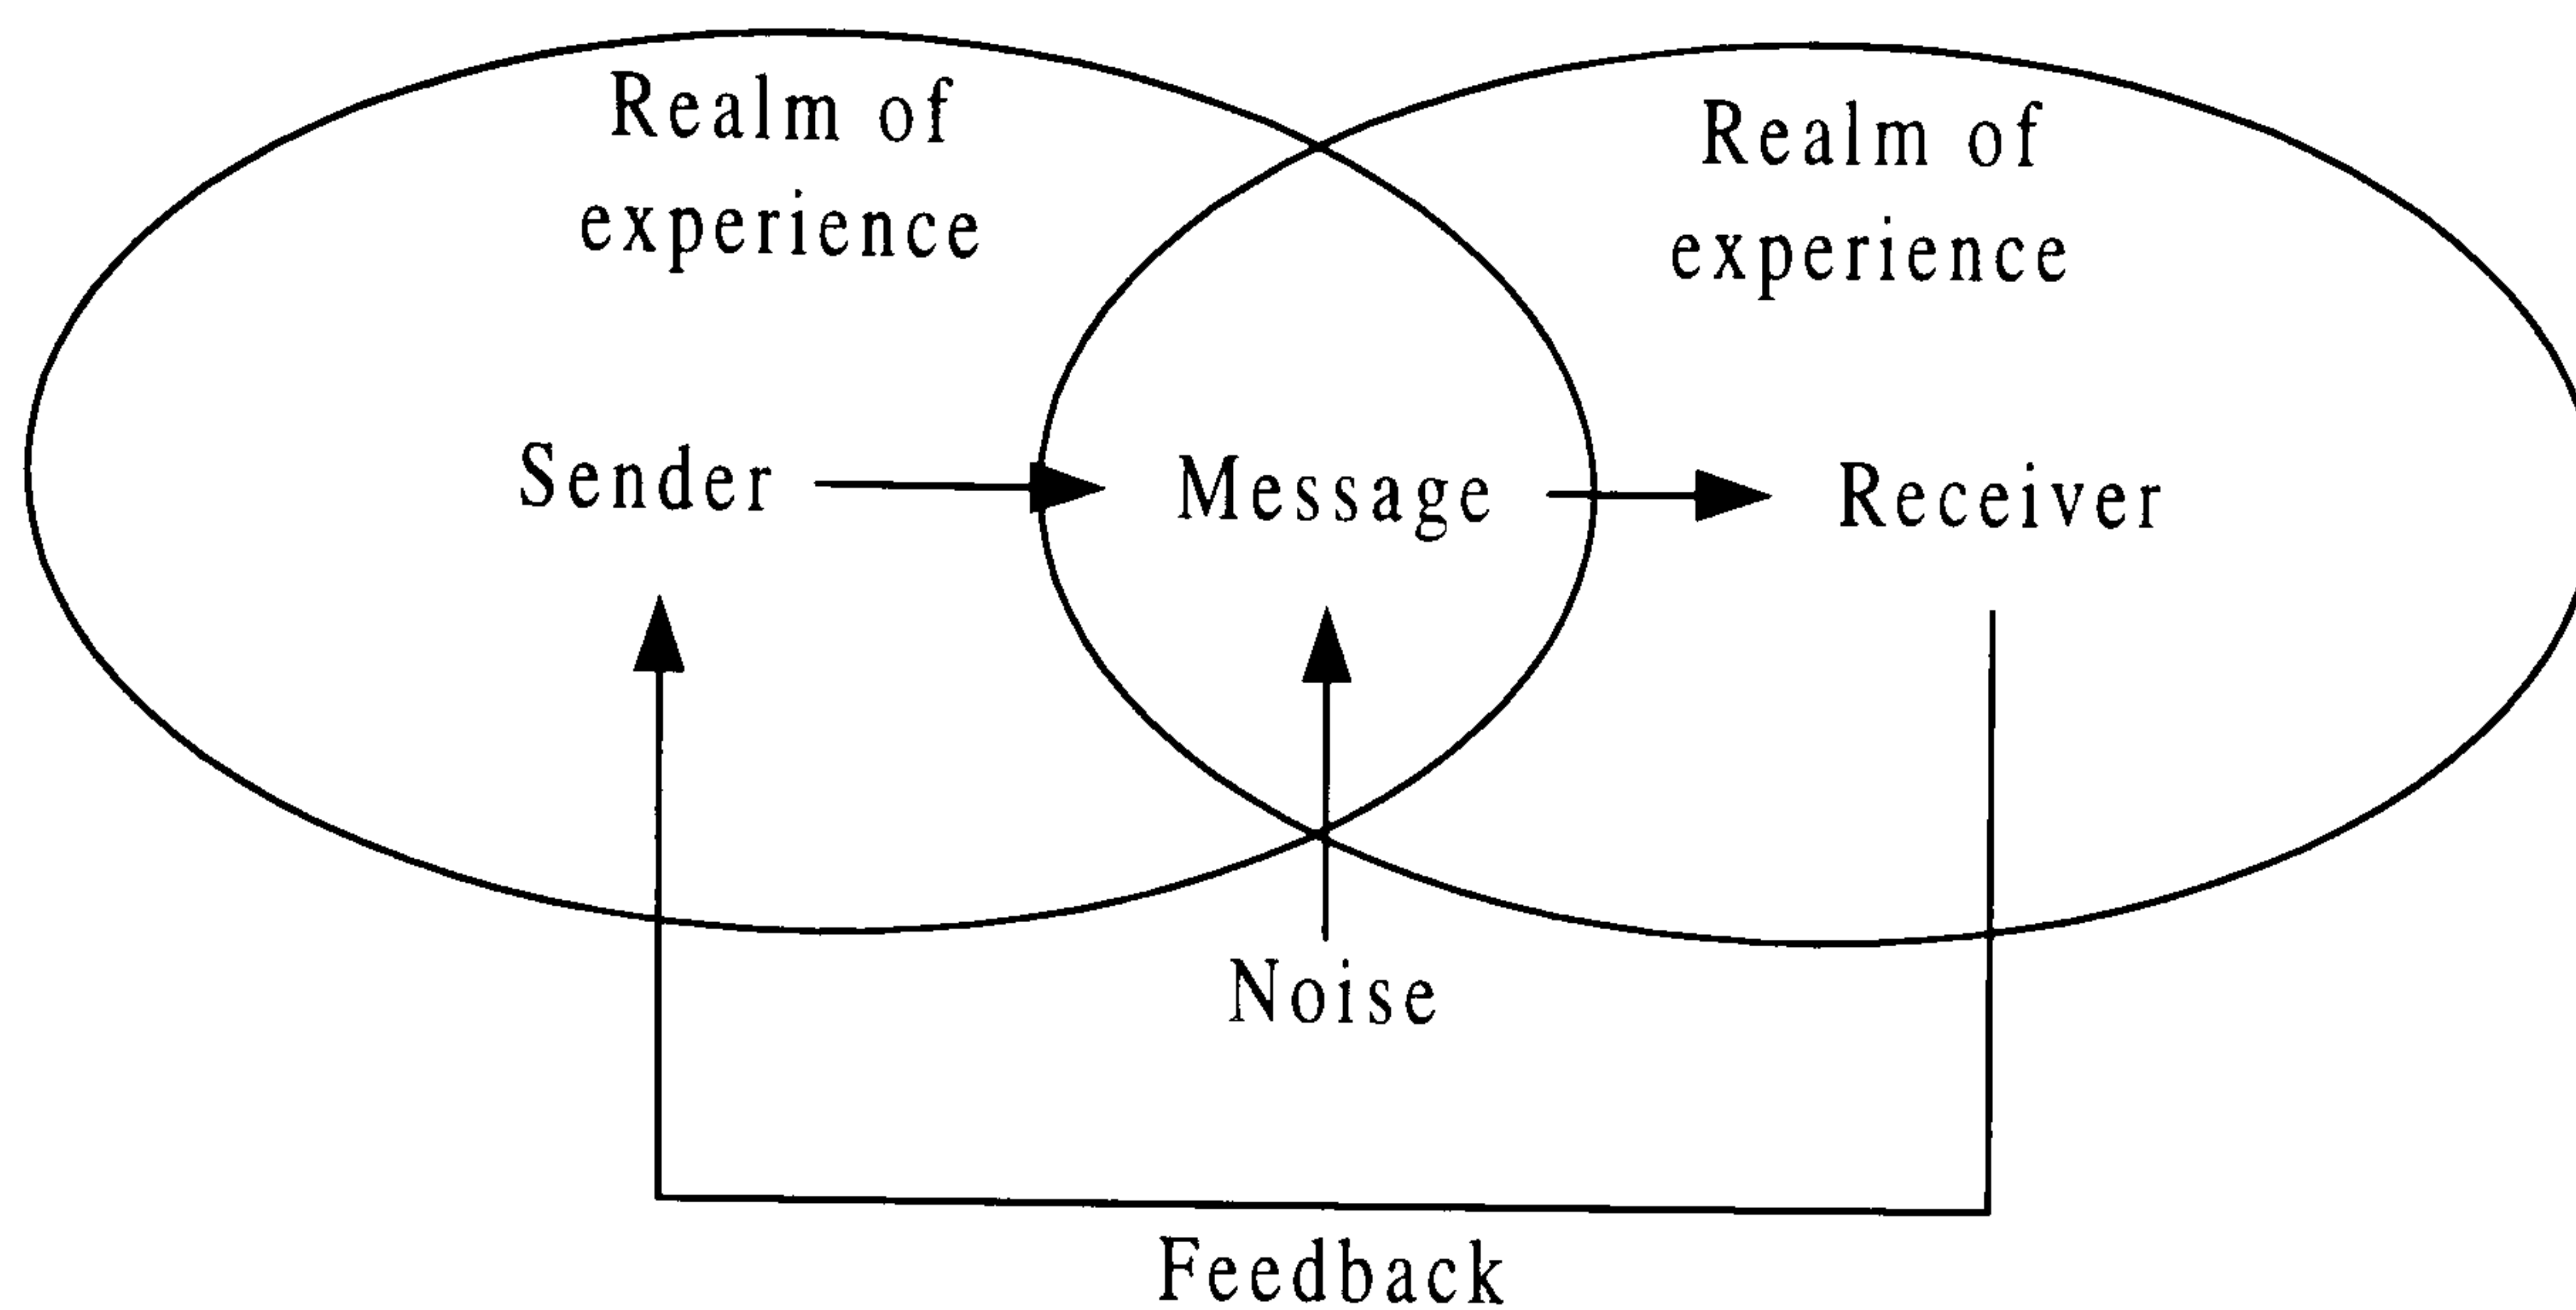 Realm of
experience
Realm of
experience
Sender
Message
Receiver
Noise
Feedback